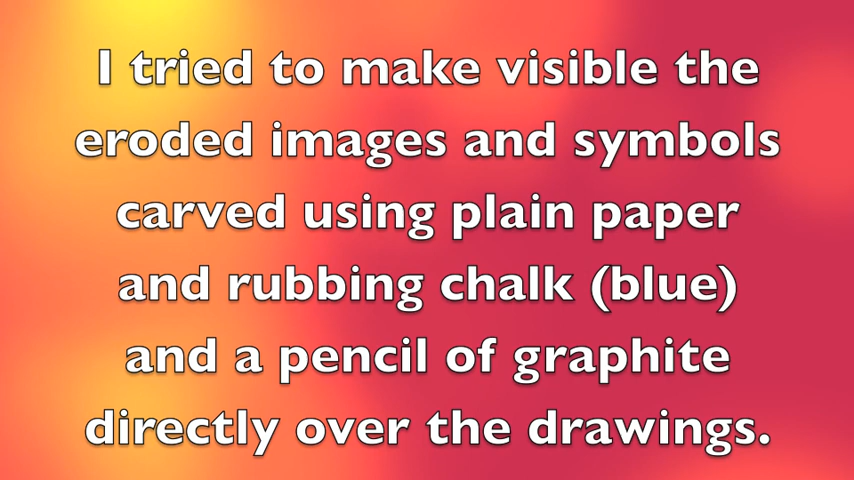 I tried to make visible the
eroded images and symbols
carved using plain paper
and rubbing chalk (blue)
and a pencil of graphite
directly over the drawings.